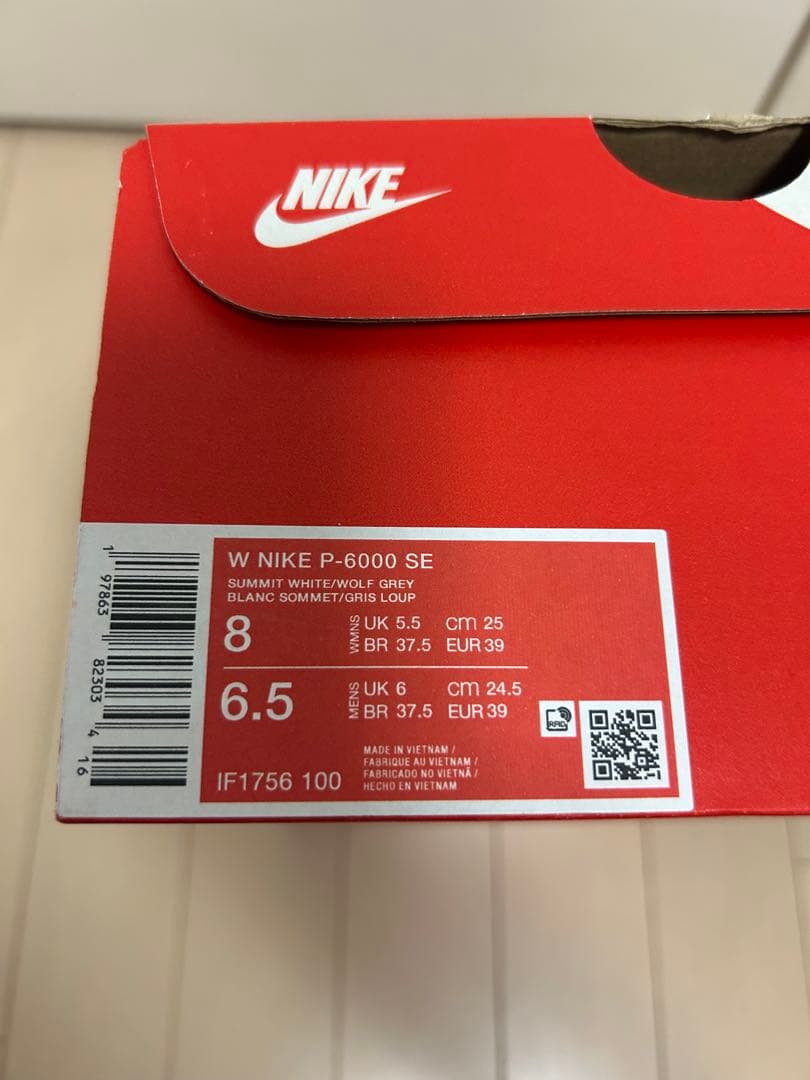 NIKE
W NIKE P-6000 SE
SUMMIT WHITE/WOLF GREY
BLANC SOMMET/GRIS LOUP
8 WMNS UK 5.5 cm 25
BR 37.5 EUR 39
6.5 MENS UK 6 cm 24.5
BR 37.5 EUR 39
IF1756 100
MADE IN VIETNAM /
FABRIQUE AU VIETNAM /
FABRICADO NO VIETNÃ /
HECHO EN VIETNAM
RFID
1 97863 82303 4 16